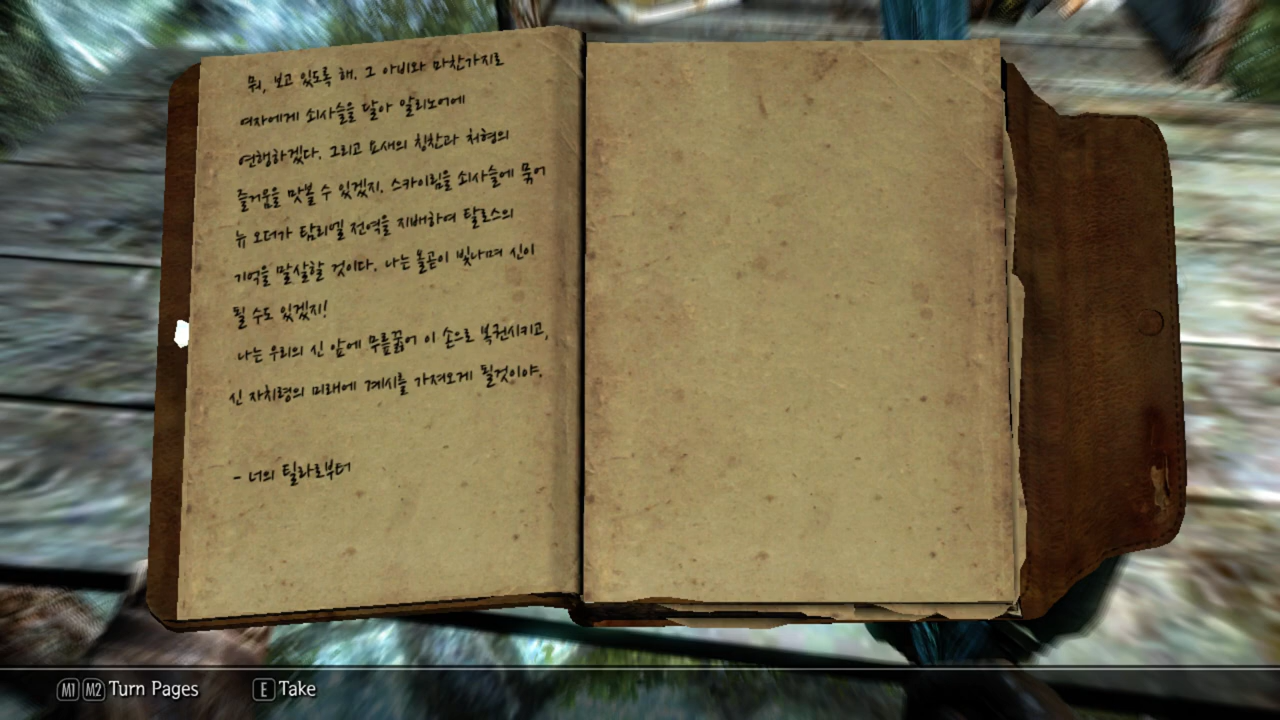 뭐, 보고 있도록 해. 그 아비와 마찬가지로
여자에게 쇠사슬을 달아 알리노어에
연행하겠다. 그리고 요새의 칭찬과 처형의
즐거움을 맛볼 수 있겠지. 스카이림을 쇠사슬에 묶어
뉴 오더가 탐리엘 전역을 지배하여 탈로스의
기억을 말살할 것이다. 나는 올곧이 빛나며 신이
될 수도 있겠지!
나는 우리의 신 앞에 무릎꿇어 이 손으로 복권시키고,
신 자치령의 미래에 계시를 가져오게 될것이야.
- 너의 틸라로부터
M1 M2 Turn Pages
E Take